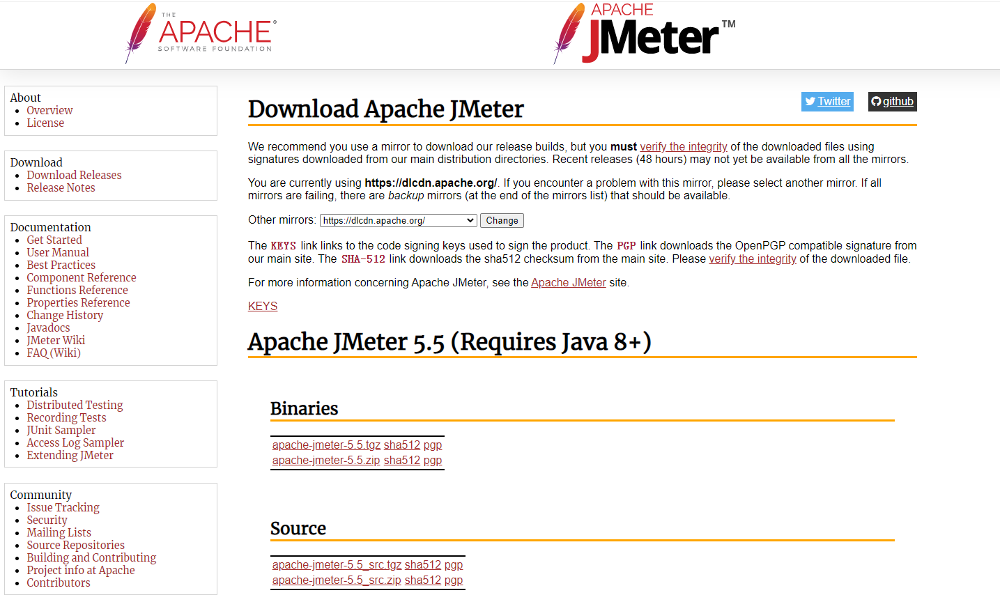 THE
APACHE®
SOFTWARE FOUNDATION
APACHE
JMeter™
About
Overview
License
Download
Download Releases
Release Notes
Documentation
Get Started
User Manual
Best Practices
Component Reference
Functions Reference
Properties Reference
Change History
Javadocs
JMeter Wiki
FAQ (Wiki)
Tutorials
Distributed Testing
Recording Tests
JUnit Sampler
Access Log Sampler
Extending JMeter
Community
Issue Tracking
Security
Mailing Lists
Source Repositories
Building and Contributing
Project info at Apache
Contributors
Twitter github
Download Apache JMeter
We recommend you use a mirror to download our release builds, but you must verify the integrity of the downloaded files using
signatures downloaded from our main distribution directories. Recent releases (48 hours) may not yet be available from all the mirrors.
You are currently using https://dlcdn.apache.org/. If you encounter a problem with this mirror, please select another mirror. If all
mirrors are failing, there are backup mirrors (at the end of the mirrors list) that should be available.
Other mirrors: https://dlcdn.apache.org/ Change
The KEYS link links to the code signing keys used to sign the product. The PGP link downloads the OpenPGP compatible signature from
our main site. The SHA-512 link downloads the sha512 checksum from the main site. Please verify the integrity of the downloaded file.
For more information concerning Apache JMeter, see the Apache JMeter site.
KEYS
Apache JMeter 5.5 (Requires Java 8+)
Binaries
apache-jmeter-5.5.tgz sha512 pgp
apache-jmeter-5.5.zip sha512 pgp
Source
apache-jmeter-5.5_src.tgz sha512 pgp
apache-jmeter-5.5_src.zip sha512 pgp